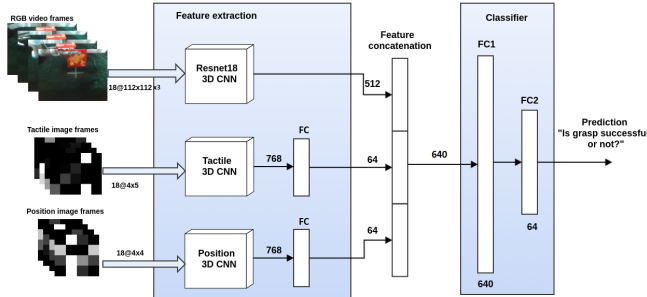 RGB video frames
Feature extraction
Classifier
Feature
concatenation
FC1
Resnet18
3D CNN
18@112x112 x3
512
FC2
Prediction
"Is grasp successful
or not?"
Tactile image frames
FC
Tactile
3D CNN
768
64
640
18@4x5
Position image frames
FC
18@4x4
Position
3D CNN
768
64
64
640